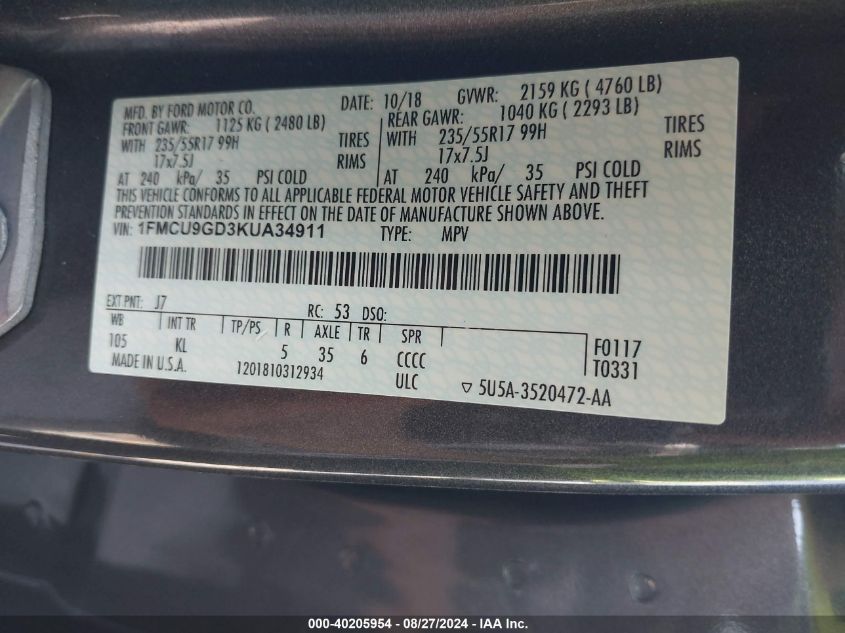 MFD. BY FORD MOTOR CO. DATE: 10/18 GVWR: 2159 KG ( 4760 LB)
FRONT GAWR: 1125 KG ( 2480 LB) REAR GAWR: 1040 KG ( 2293 LB)
WITH 235/55R17 99H TIRES WITH 235/55R17 99H TIRES
17x7.5J RIMS 17x7.5J RIMS
AT 240 kPa/ 35 PSI COLD AT 240 kPa/ 35 PSI COLD
THIS VEHICLE CONFORMS TO ALL APPLICABLE FEDERAL MOTOR VEHICLE SAFETY AND THEFT
PREVENTION STANDARDS IN EFFECT ON THE DATE OF MANUFACTURE SHOWN ABOVE.
VIN: 1FMCU9GD3KUA34911 TYPE: MPV
EXT PNT: J7 RC: 53 DSO:
WB INT TR TP/PS R AXLE TR SPR
105 KL 5 35 6 CCCC F0117
MADE IN U.S.A. 1201810312934 ULC T0331
▽ 5U5A-3520472-AA
000-40205954 - 08/27/2024 - IAA Inc.